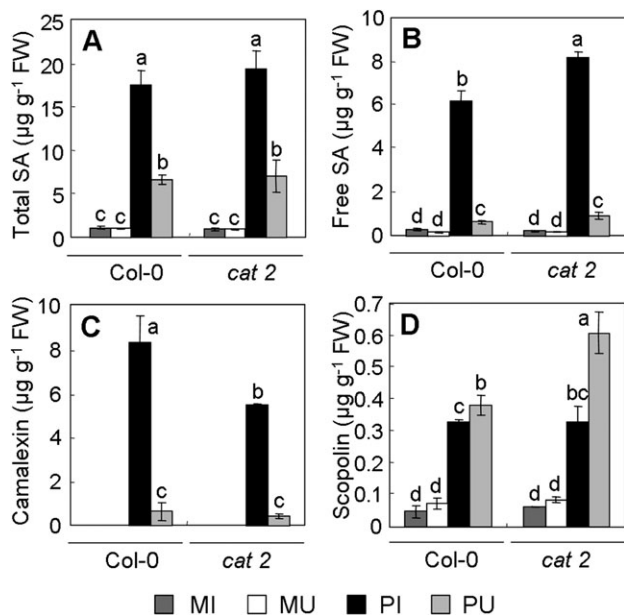 A
Total SA (µg g⁻¹ FW)
25
20
15
10
5
0
c c a b c c a b
Col-0 cat 2
B
Free SA (µg g⁻¹ FW)
10
8
6
4
2
0
d d b c d d a c
Col-0 cat 2
C
Camalexin (µg g⁻¹ FW)
10
8
6
4
2
0
a c b c
Col-0 cat 2
D
Scopolin (µg g⁻¹ FW)
0.7
0.6
0.5
0.4
0.3
0.2
0.1
0
d d c b d d bc a
Col-0 cat 2
MI MU PI PU